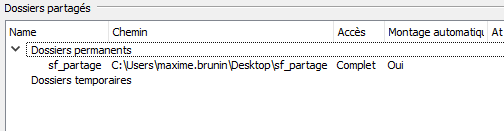 Dossiers partagés
Name Chemin Accès Montage automatiqu At
Dossiers permanents
sf_partage C:\Users\maxime.brunin\Desktop\sf_partage Complet Oui
Dossiers temporaires